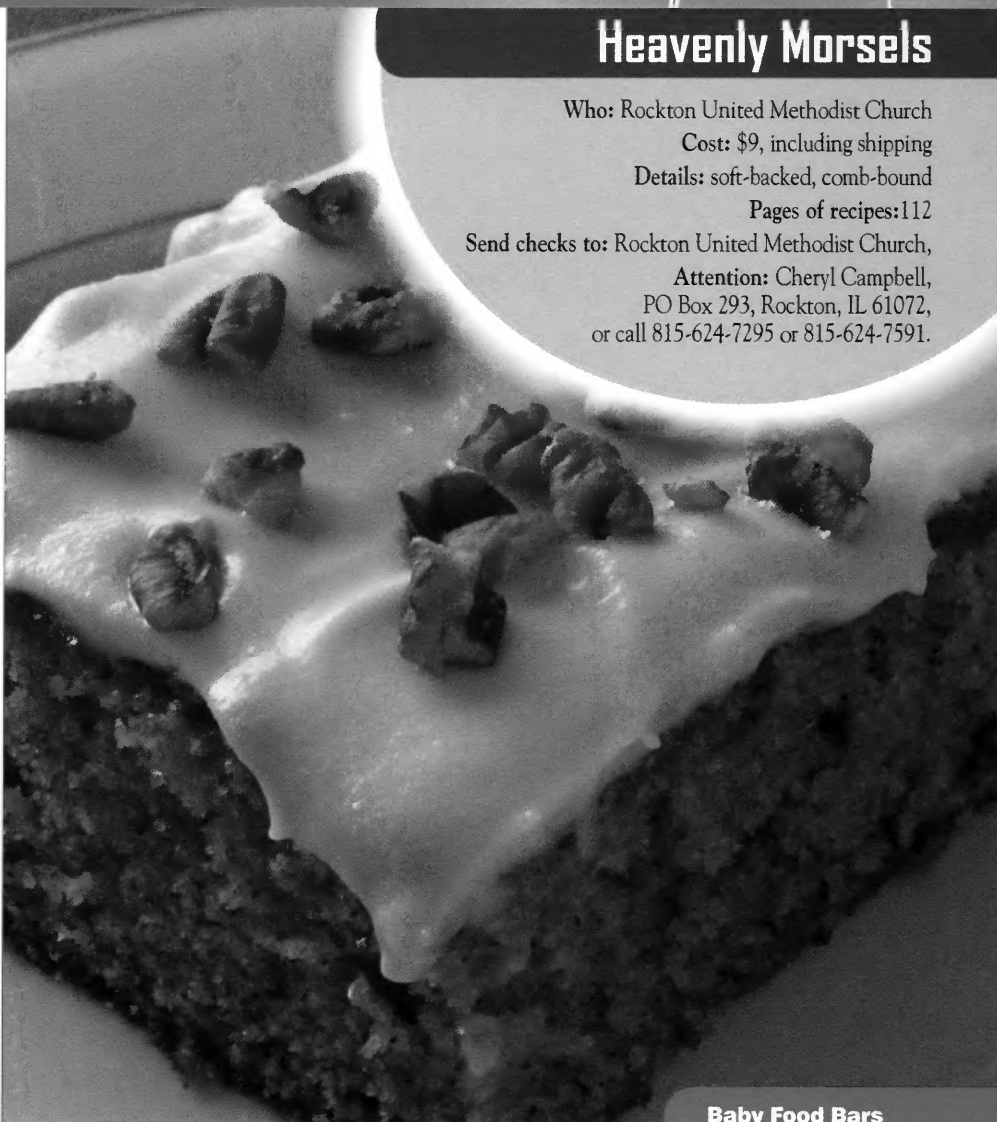 Heavenly Morsels
Who: Rockton United Methodist Church
Cost: $9, including shipping
Details: soft-backed, comb-bound
Pages of recipes:112
Send checks to: Rockton United Methodist Church,
Attention: Cheryl Campbell,
PO Box 293, Rockton, IL 61072,
or call 815-624-7295 or 815-624-7591.
Baby Food Bars